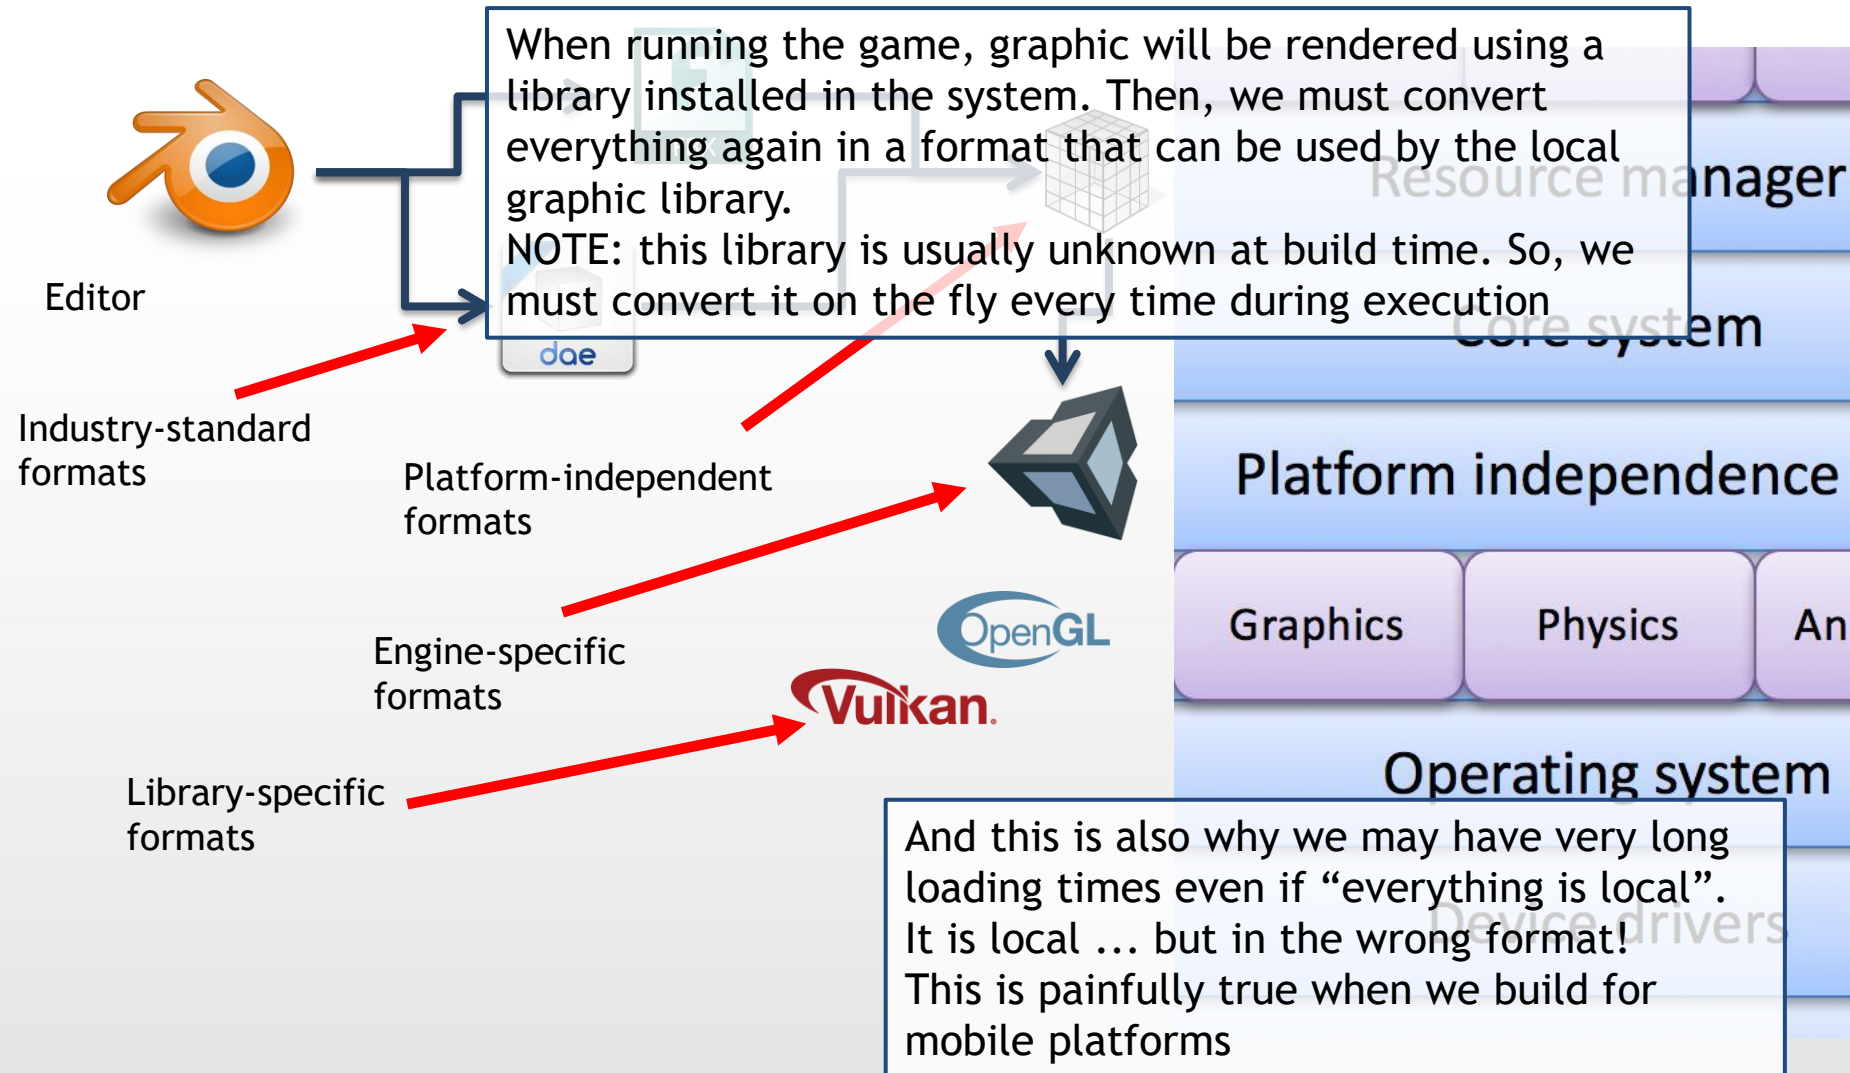 When running the game, graphic will be rendered using a
library installed in the system. Then, we must convert
everything again in a format that can be used by the local
graphic library.
NOTE: this library is usually unknown at build time. So, we
must convert it on the fly every time during execution
Editor
dae
Industry-standard
formats
Platform-independent
formats
Engine-specific
formats
Library-specific
formats
OpenGL
Vulkan®
Resource manager
Core system
Platform independence
Graphics
Physics
An
Operating system
Device drivers
And this is also why we may have very long
loading times even if “everything is local”.
It is local ... but in the wrong format!
This is painfully true when we build for
mobile platforms